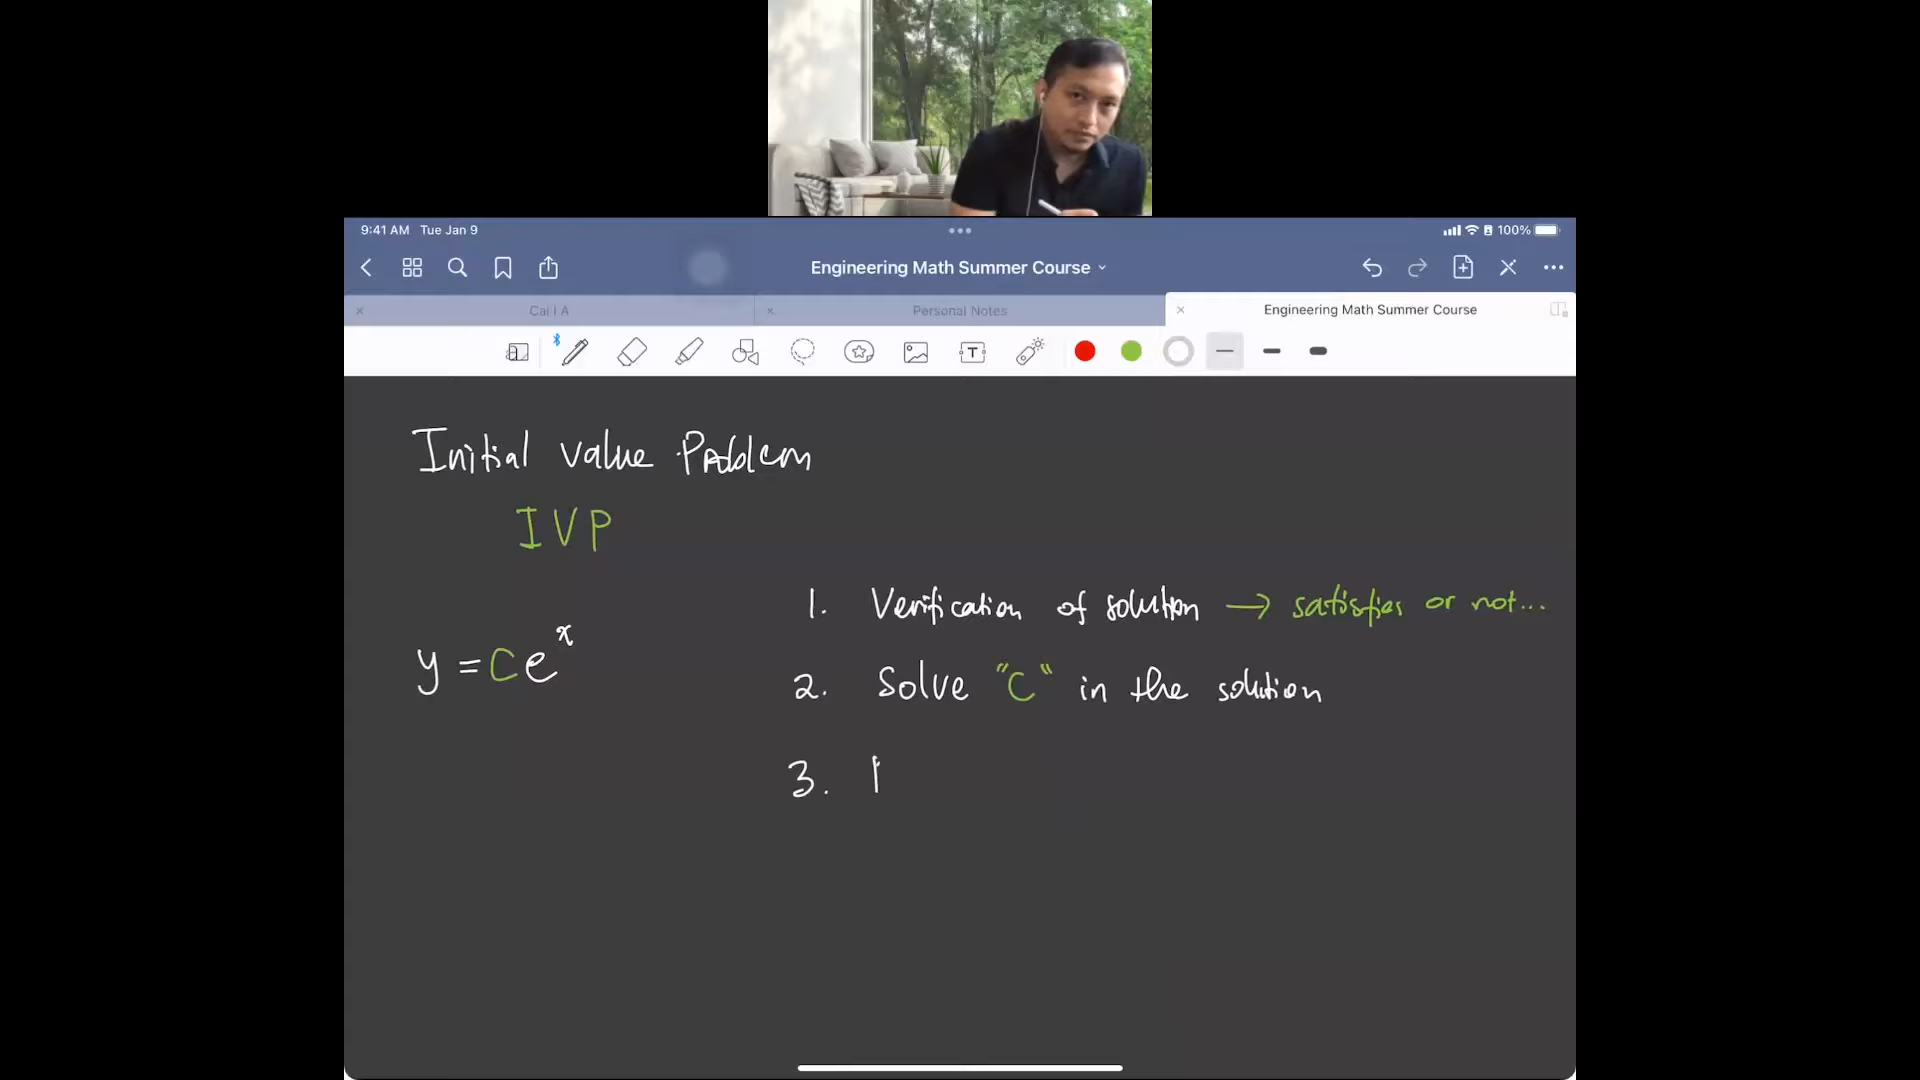 9:41 AM Tue Jan 9
100%
Engineering Math Summer Course
Cal I A
Personal Notes
Engineering Math Summer Course
Initial Value Problem
IVP
1. Verification of solution → satisfies or not...
y = Ce^x
2. Solve "C" in the solution
3.